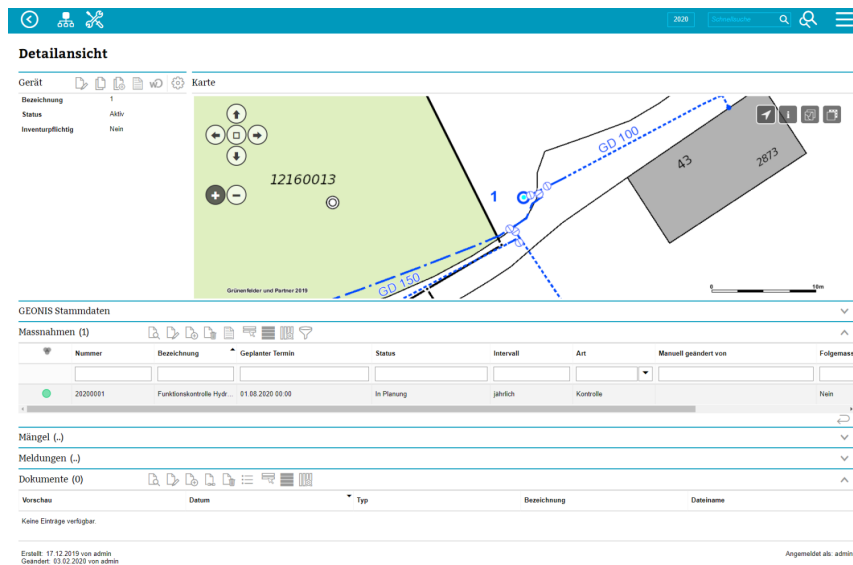 2020 Schnellsuche
Detailansicht
Gerät
Karte
Bezeichnung 1
Status Aktiv
Inventurpflichtig Nein
12160013
1
GD 100
GD 150
43
2873
Grünenfelder und Partner 2019
0 10m
GEONIS Stammdaten
Massnahmen (1)
Nummer Bezeichnung Geplanter Termin Status Intervall Art Manuell geändert von Folgemass
20200001 Funktionskontrolle Hydr... 01.08.2020 00:00 In Planung jährlich Kontrolle Nein
Mängel (..)
Meldungen (..)
Dokumente (0)
Vorschau Datum Typ Bezeichnung Dateiname
Keine Einträge verfügbar.
Erstellt: 17.12.2019 von admin
Geändert: 03.02.2020 von admin
Angemeldet als: admin